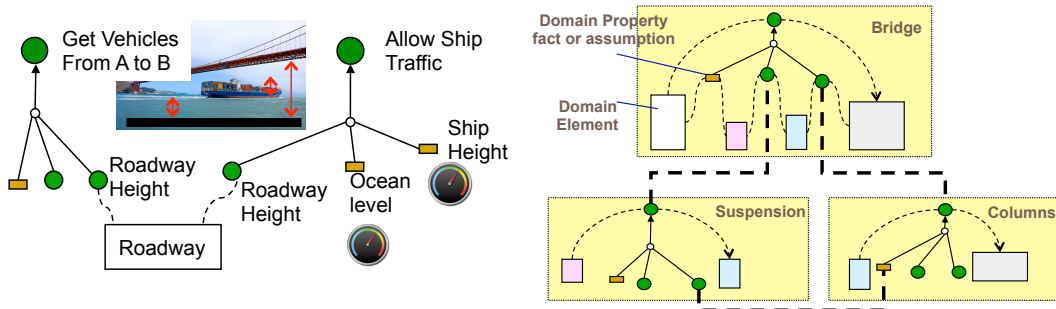 Get Vehicles
From A to B
Allow Ship
Traffic
Ship
Height
Roadway
Height
Roadway
Height
Ocean
level
Roadway
Domain Property
fact or assumption
Bridge
Domain
Element
Suspension
Columns